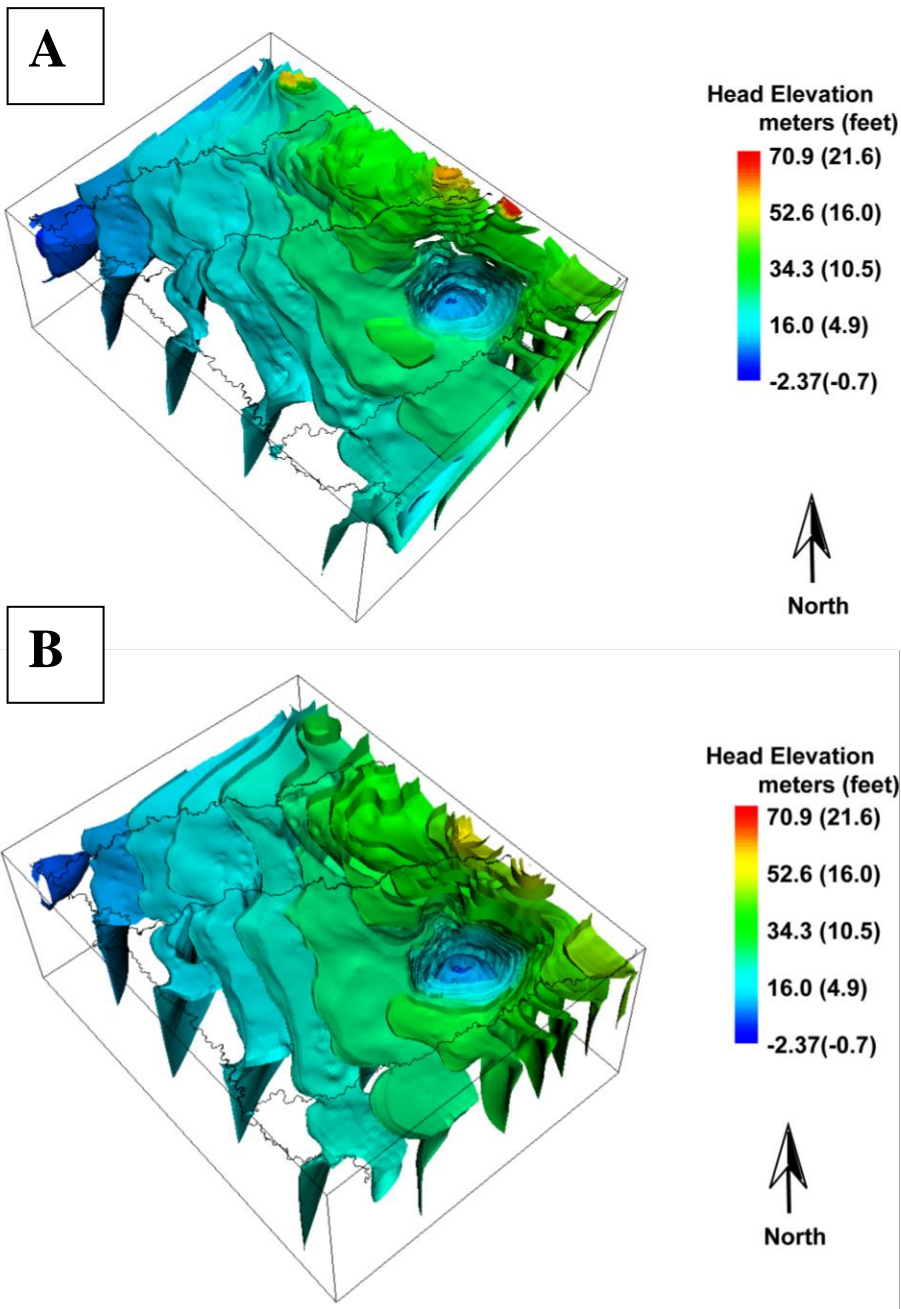 A
Head Elevation
meters (feet)
70.9 (21.6)
52.6 (16.0)
34.3 (10.5)
16.0 (4.9)
-2.37(-0.7)
North
B
Head Elevation
meters (feet)
70.9 (21.6)
52.6 (16.0)
34.3 (10.5)
16.0 (4.9)
-2.37(-0.7)
North